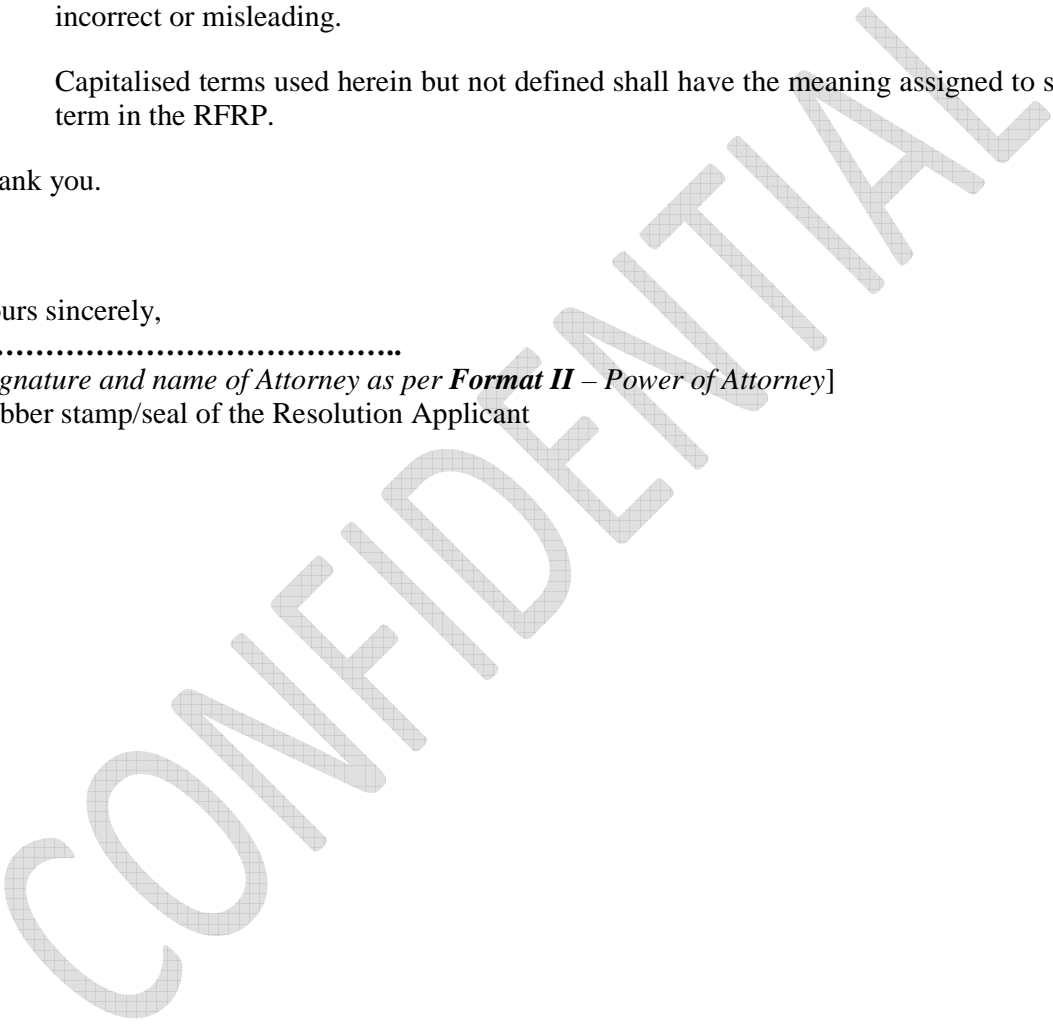 incorrect or misleading.
Capitalised terms used herein but not defined shall have the meaning assigned to s
term in the RFRP.
ank you.
urs sincerely,
…………………………………..
gnature and name of Attorney as per Format II – Power of Attorney]
bber stamp/seal of the Resolution Applicant
CONFIDENTIAL